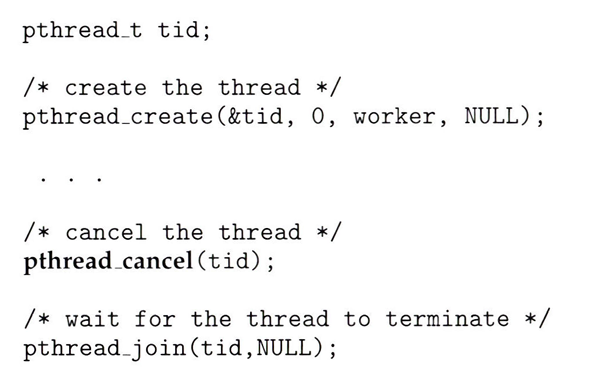 pthread_t tid;
/* create the thread */
pthread_create(&tid, 0, worker, NULL);
. . .
/* cancel the thread */
pthread_cancel(tid);
/* wait for the thread to terminate */
pthread_join(tid,NULL);